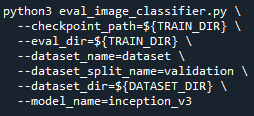 python3 eval_image_classifier.py \
--checkpoint_path=${TRAIN_DIR} \
--eval_dir=${TRAIN_DIR} \
--dataset_name=dataset \
--dataset_split_name=validation \
--dataset_dir=${DATASET_DIR} \
--model_name=inception_v3